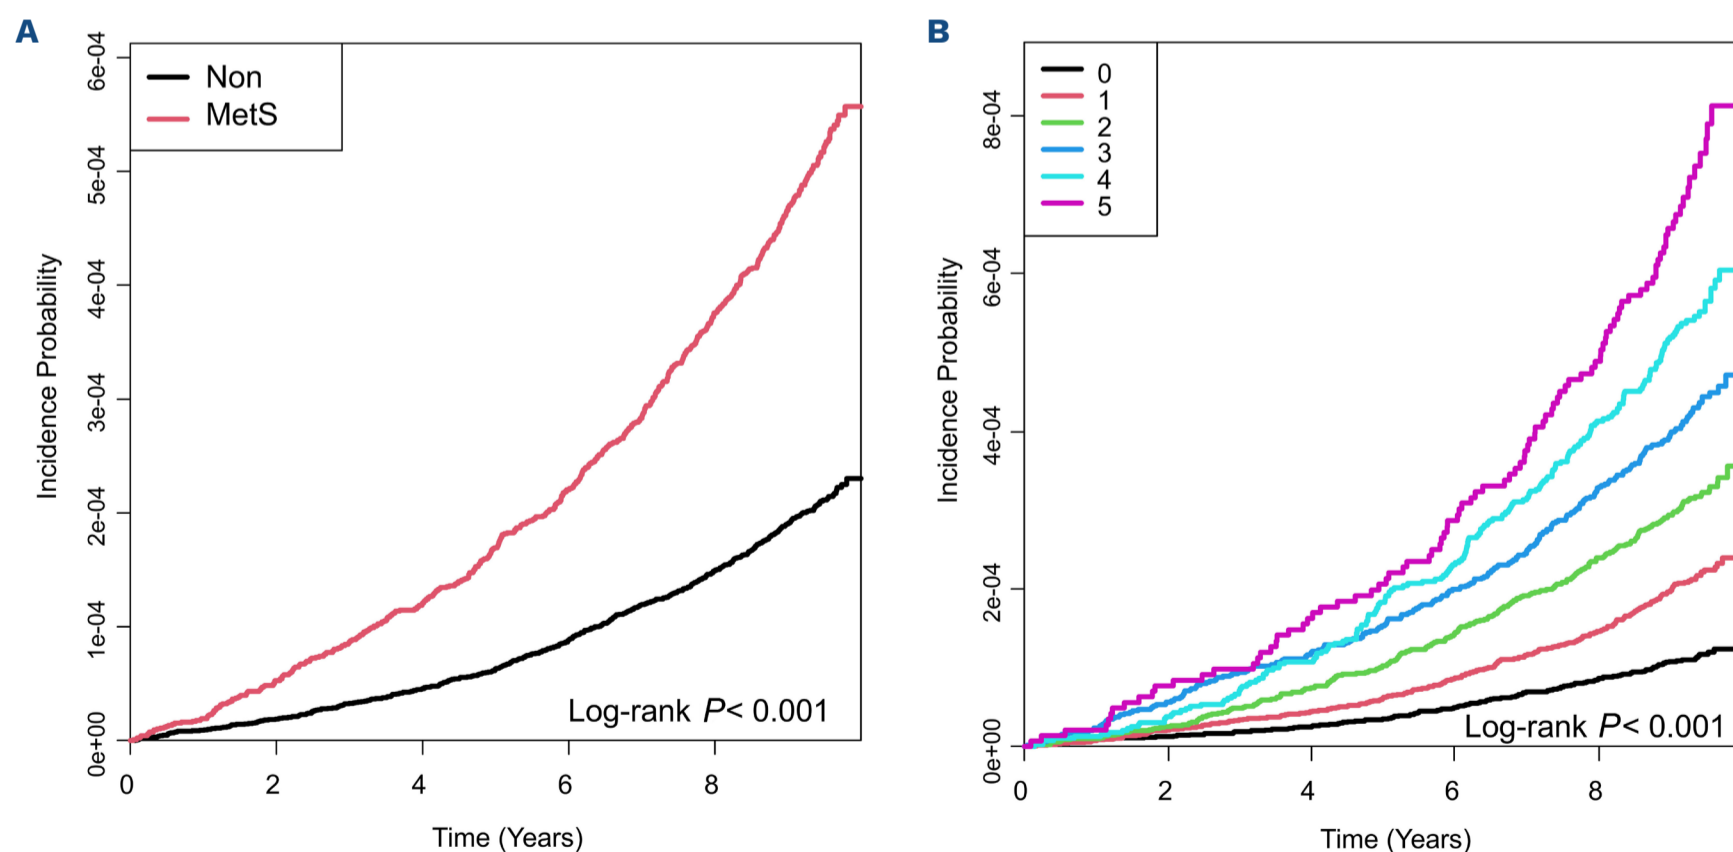 A
Non
MetS
Incidence Probability
6e-04
5e-04
4e-04
3e-04
2e-04
1e-04
0e+00
Log-rank P< 0.001
0 2 4 6 8
Time (Years)
B
0
1
2
3
4
5
Incidence Probability
8e-04
6e-04
4e-04
2e-04
0e+00
Log-rank P< 0.001
0 2 4 6 8
Time (Years)